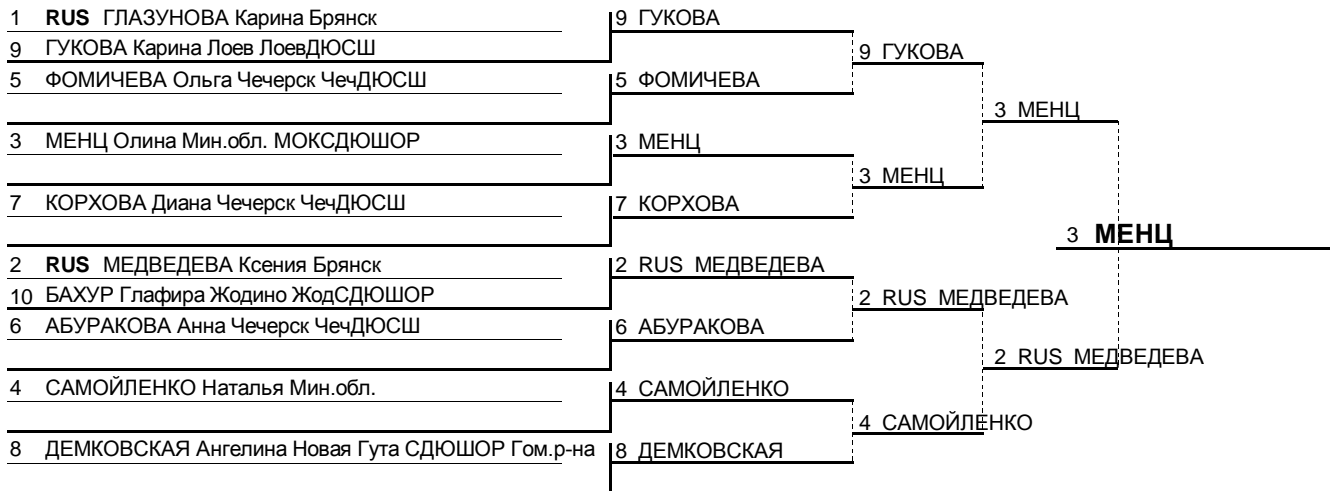 1 RUS ГЛАЗУНОВА Карина Брянск
9 ГУКОВА
9 ГУКОВА Карина Лоев ЛоевДЮСШ
9 ГУКОВА
5 ФОМИЧЕВА Ольга Чечерск ЧечДЮСШ
5 ФОМИЧЕВА
3 МЕНЦ
3 МЕНЦ Олина Мин.обл. МОКСДЮШОР
3 МЕНЦ
3 МЕНЦ
7 КОРХОВА Диана Чечерск ЧечДЮСШ
7 КОРХОВА
3 МЕНЦ
2 RUS МЕДВЕДЕВА Ксения Брянск
2 RUS МЕДВЕДЕВА
10 БАХУР Глафира Жодино ЖодСДЮШОР
2 RUS МЕДВЕДЕВА
6 АБУРАКОВА Анна Чечерск ЧечДЮСШ
6 АБУРАКОВА
2 RUS МЕДВЕДЕВА
4 САМОЙЛЕНКО Наталья Мин.обл.
4 САМОЙЛЕНКО
4 САМОЙЛЕНКО
8 ДЕМКОВСКАЯ Ангелина Новая Гута СДЮШОР Гом.р-на
8 ДЕМКОВСКАЯ